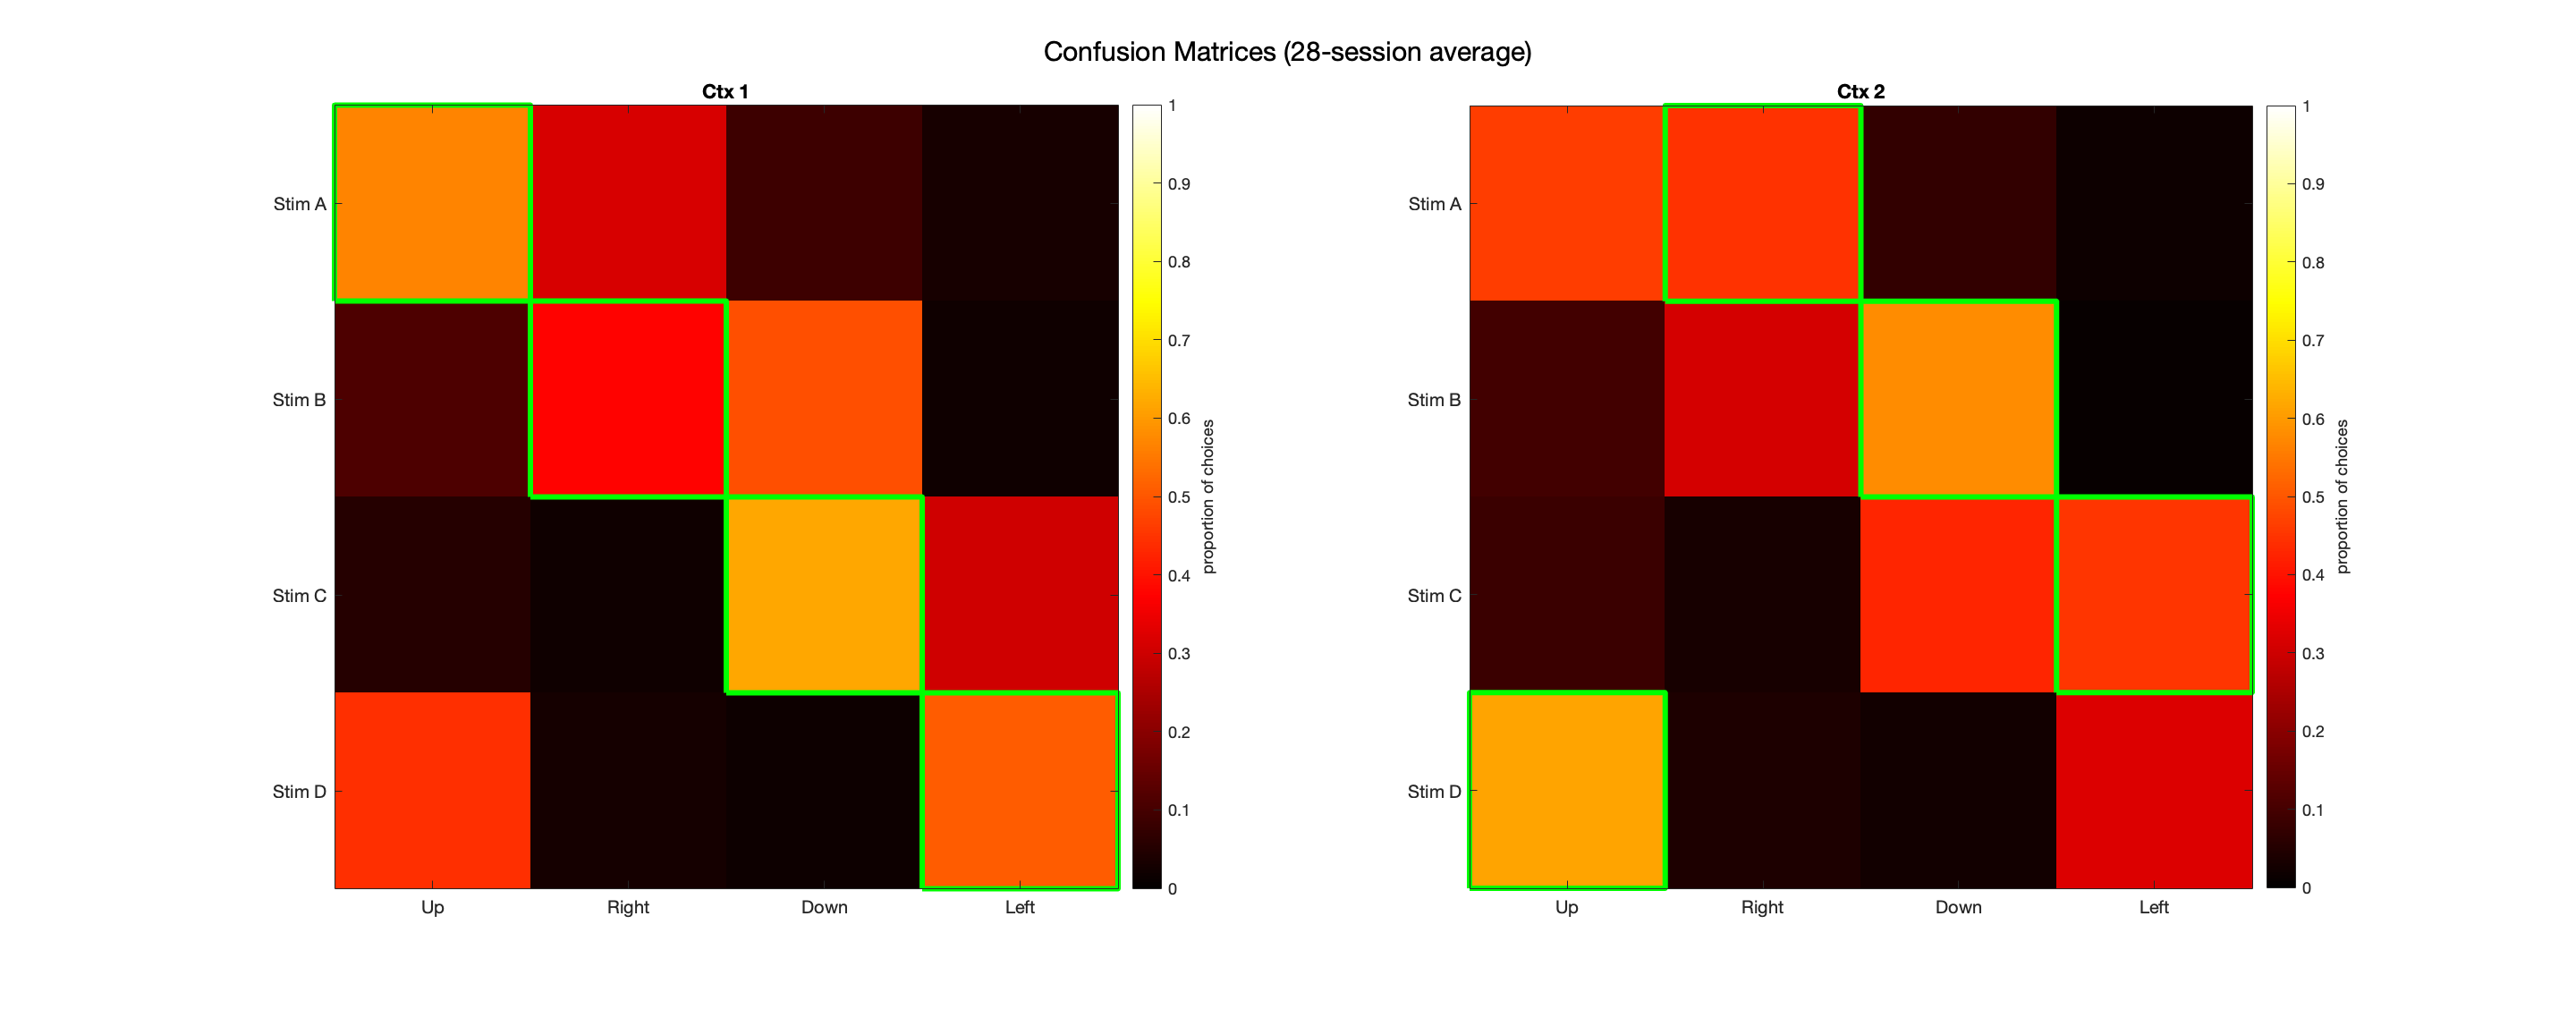 Confusion Matrices (28-session average)
Ctx 1
Stim A
Stim B
Stim C
Stim D
Up
Right
Down
Left
1
0.9
0.8
0.7
0.6
0.5
0.4
0.3
0.2
0.1
0
proportion of choices
Ctx 2
Stim A
Stim B
Stim C
Stim D
Up
Right
Down
Left
1
0.9
0.8
0.7
0.6
0.5
0.4
0.3
0.2
0.1
0
proportion of choices